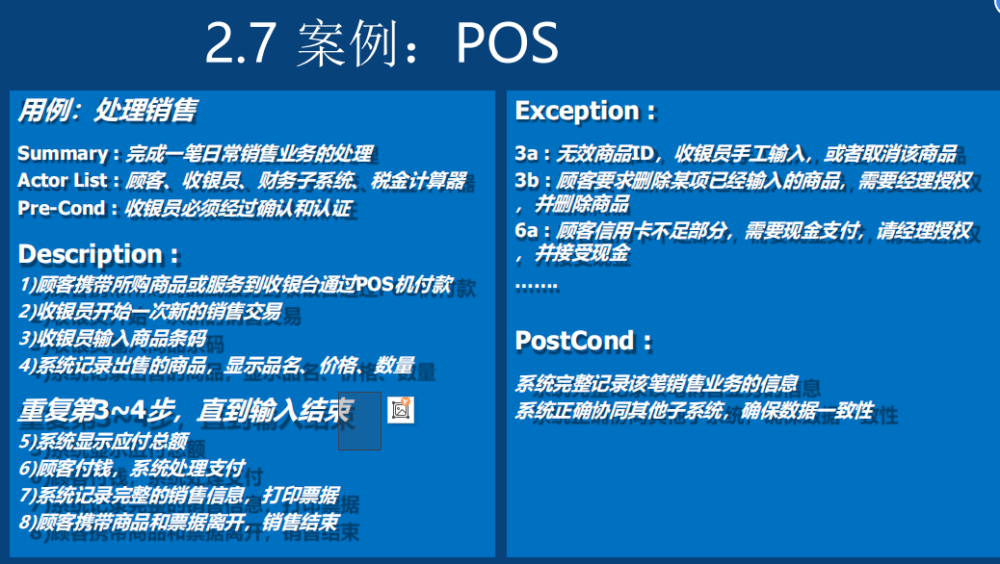 2.7 案例：POS
用例：处理销售
Summary：完成一笔日常销售业务的处理
Actor List：顾客、收银员、财务子系统、税金计算器
Pre-Cond：收银员必须经过确认和认证
Description：
1)顾客携带所购商品或服务到收银台通过POS机付款
2)收银员开始一次新的销售交易
3)收银员输入商品条码
4)系统记录出售的商品，显示品名、价格、数量
重复第3~4步，直到输入结束
5)系统显示应付总额
6)顾客付钱，系统处理支付
7)系统记录完整的销售信息，打印票据
8)顾客携带商品和票据离开，销售结束
Exception：
3a：无效商品ID，收银员手工输入，或者取消该商品
3b：顾客要求删除某项已经输入的商品，需要经理授权
，并删除商品
6a：顾客信用卡不足部分，需要现金支付，请经理授权
，并接受现金
…….
PostCond：
系统完整记录该笔销售业务的信息
系统正确协同其他子系统，确保数据一致性